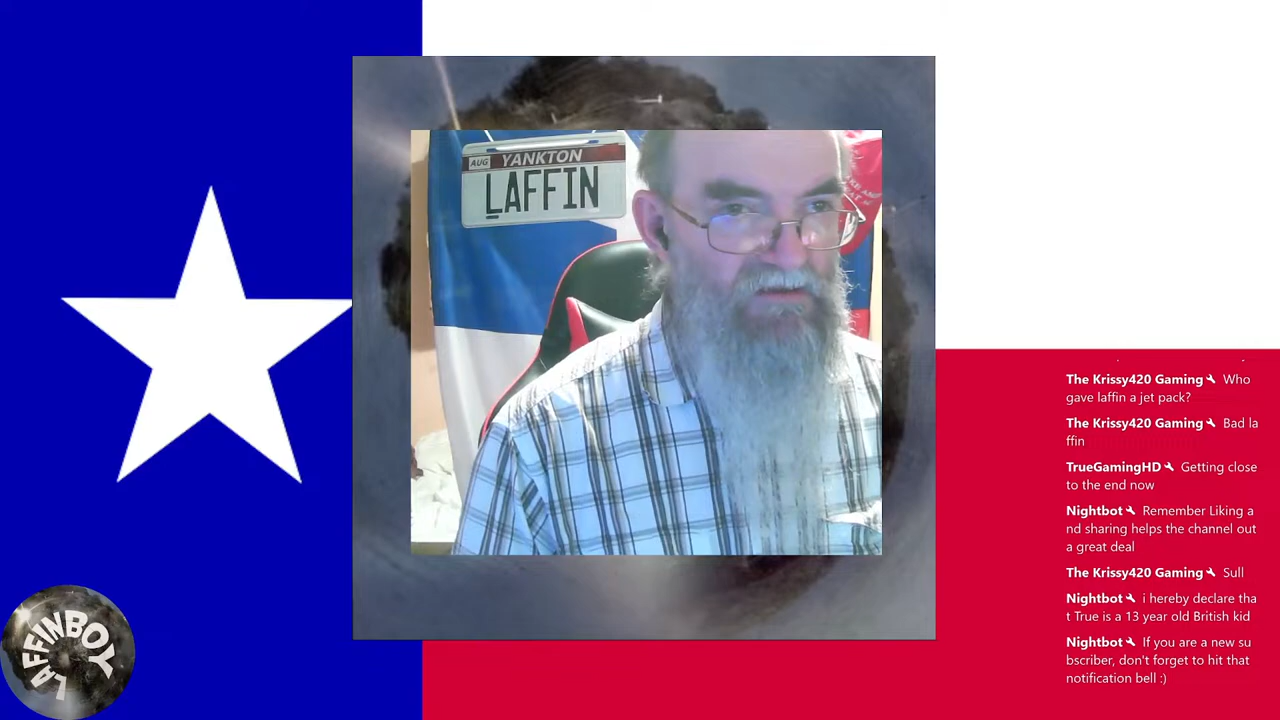 AUG YANKTON
LAFFIN
The Krissy420 Gaming Who
gave laffin a jet pack?
The Krissy420 Gaming Bad la
ffin
TrueGamingHD Getting close
to the end now
Nightbot Remember Liking a
nd sharing helps the channel out
a great deal
The Krissy420 Gaming Sull
Nightbot i hereby declare tha
t True is a 13 year old British kid
Nightbot If you are a new su
bscriber, don't forget to hit that
notification bell :)
LAFFINBOY